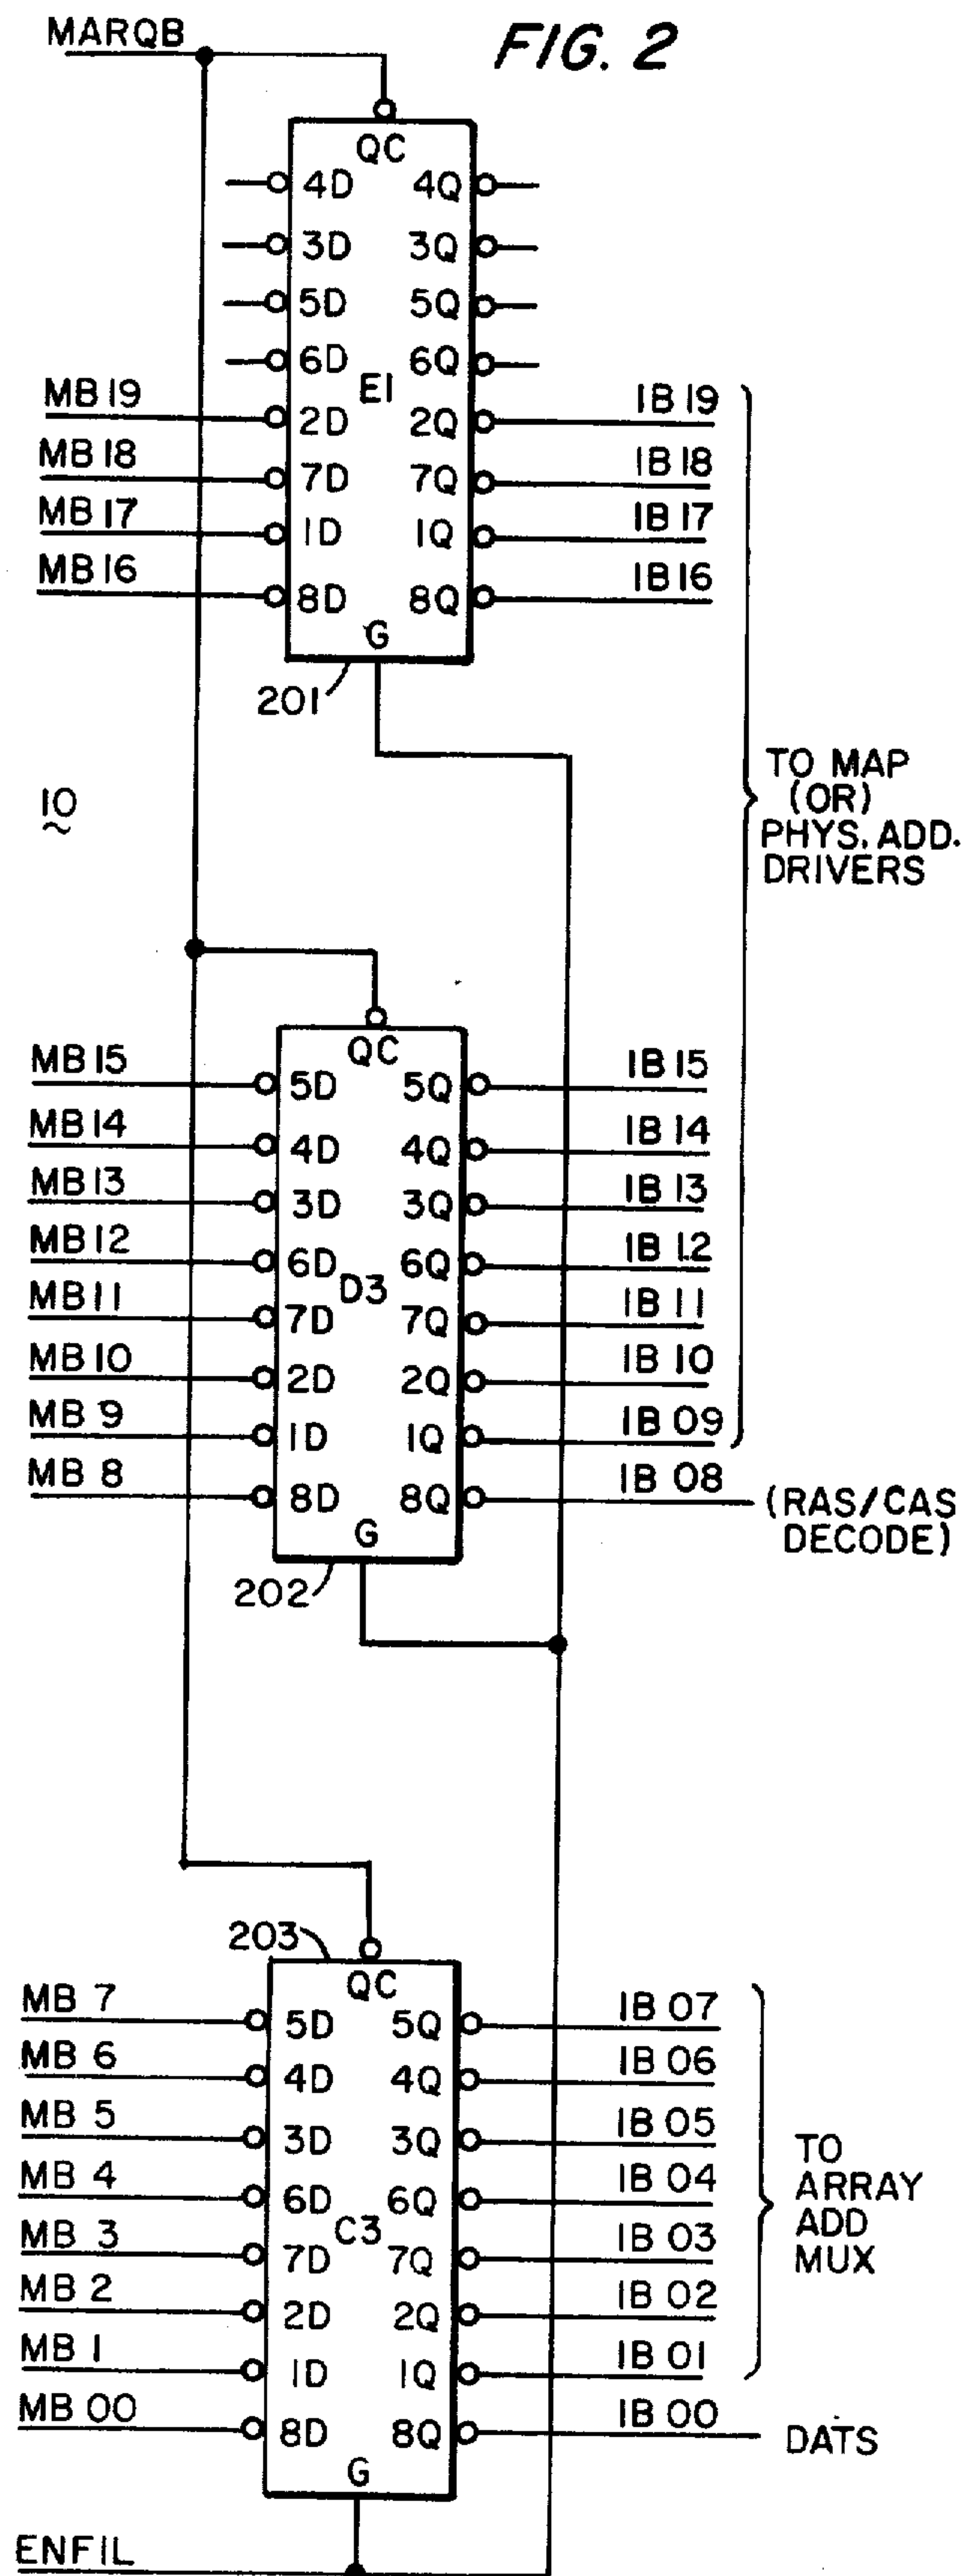 MARQB
FIG. 2
QC
4D 4Q
3D 3Q
5D 5Q
6D 6Q
E1
MB 19 2D 2Q IB 19
MB 18 7D 7Q IB 18
MB 17 1D 1Q IB 17
MB 16 8D 8Q IB 16
G
201
TO MAP
(OR)
PHYS. ADD.
DRIVERS
10
QC
MB 15 5D 5Q IB 15
MB 14 4D 4Q IB 14
MB 13 3D 3Q IB 13
MB 12 6D 6Q IB 12
D3
MB 11 7D 7Q IB 11
MB 10 2D 2Q IB 10
MB 9 1D 1Q IB 09
MB 8 8D 8Q IB 08
(RAS/CAS
DECODE)
G
202
203
QC
MB 7 5D 5Q IB 07
MB 6 4D 4Q IB 06
MB 5 3D 3Q IB 05
MB 4 6D 6Q IB 04
C3
MB 3 7D 7Q IB 03
MB 2 2D 2Q IB 02
MB 1 1D 1Q IB 01
TO
ARRAY
ADD
MUX
MB 00 8D 8Q IB 00 DATS
G
ENFIL